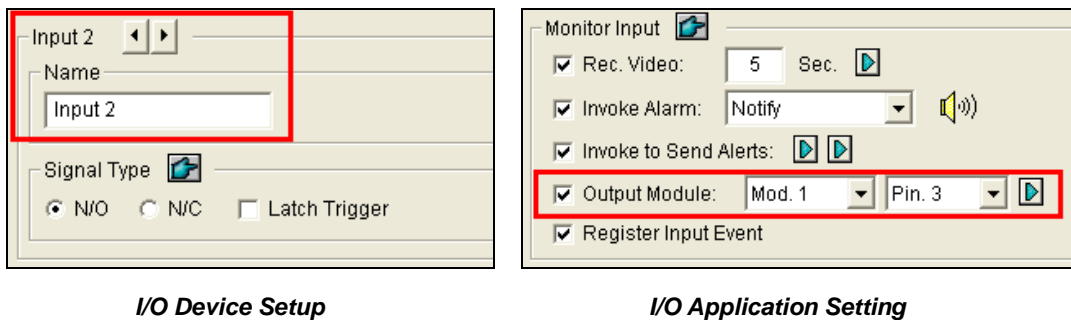 Input 2
Name
Input 2
Signal Type
N/O N/C Latch Trigger
I/O Device Setup
Monitor Input
Rec. Video: 5 Sec.
Invoke Alarm: Notify
Invoke to Send Alerts:
Output Module: Mod. 1 Pin. 3
Register Input Event
I/O Application Setting